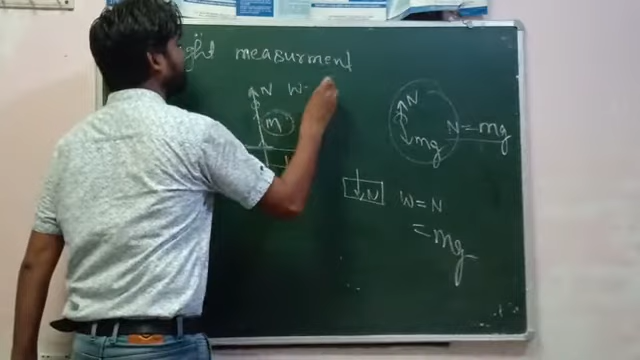 measurment
N W-
m
N
mg
N = mg
N
W = N
= mg